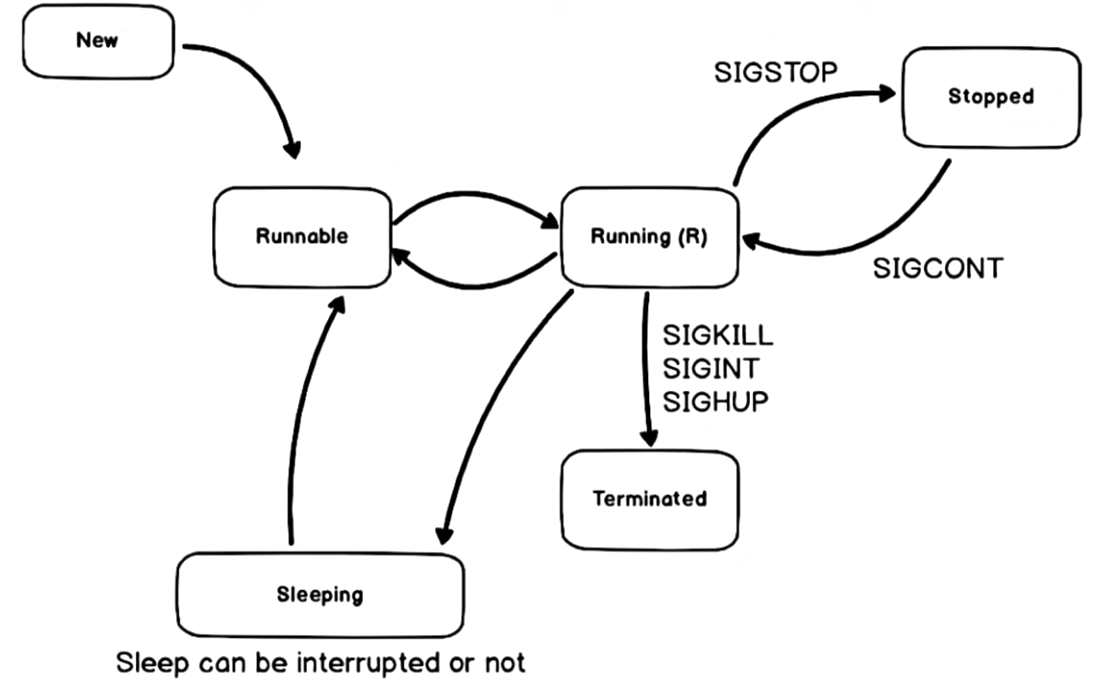 New
SIGSTOP
Stopped
Runnable
Running (R)
SIGCONT
SIGKILL
SIGINT
SIGHUP
Terminated
Sleeping
Sleep can be interrupted or not